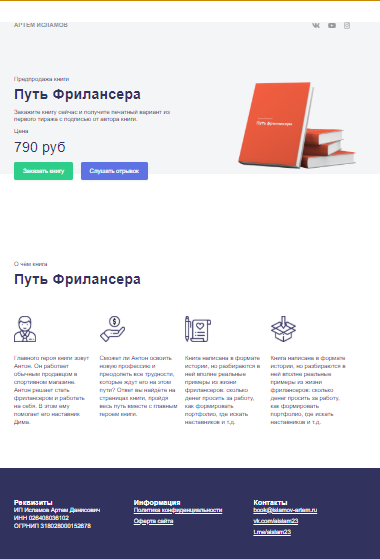 АРТЕМ ИСЛАМОВ
Предпродажа книги
Путь Фрилансера
Закажите книгу сейчас и получите печатный вариант из
первого тиража с подписью от автора книги.
Цена
790 руб
Заказать книгу
Слушать отрывок
Путь фрилансера
О чём книга
Путь Фрилансера
Главного героя книги зовут
Антон. Он работает
обычным продавцом в
спортивном магазине.
Антон решает стать
фрилансером и работать
на себя. В этом ему
помогает его наставник
Дима.
Сможет ли Антон освоить
новую профессию и
преодолеть все трудности,
которые ждут его на этом
пути? Ответ вы найдёте на
страницах книги, пройдя
весь путь вместе с главным
героем книги.
Книга написана в формате
истории, но разбираются в
ней вполне реальные
примеры из жизни
фрилансеров: сколько
денег просить за работу,
как формировать
портфолио, где искать
наставников и т.д.
Книга написана в формате
истории, но разбираются в
ней вполне реальные
примеры из жизни
фрилансеров: сколько
денег просить за работу,
как формировать
портфолио, где искать
наставников и т.д.
Реквизиты
ИП Исламов Артем Данисович
ИНН 026408036102
ОГРНИП 318028000152678
Информация
Политика конфиденциальности
Оферта сайта
Контакты
book@islamov-artem.ru
vk.com/aislam23
t.me/aislam23